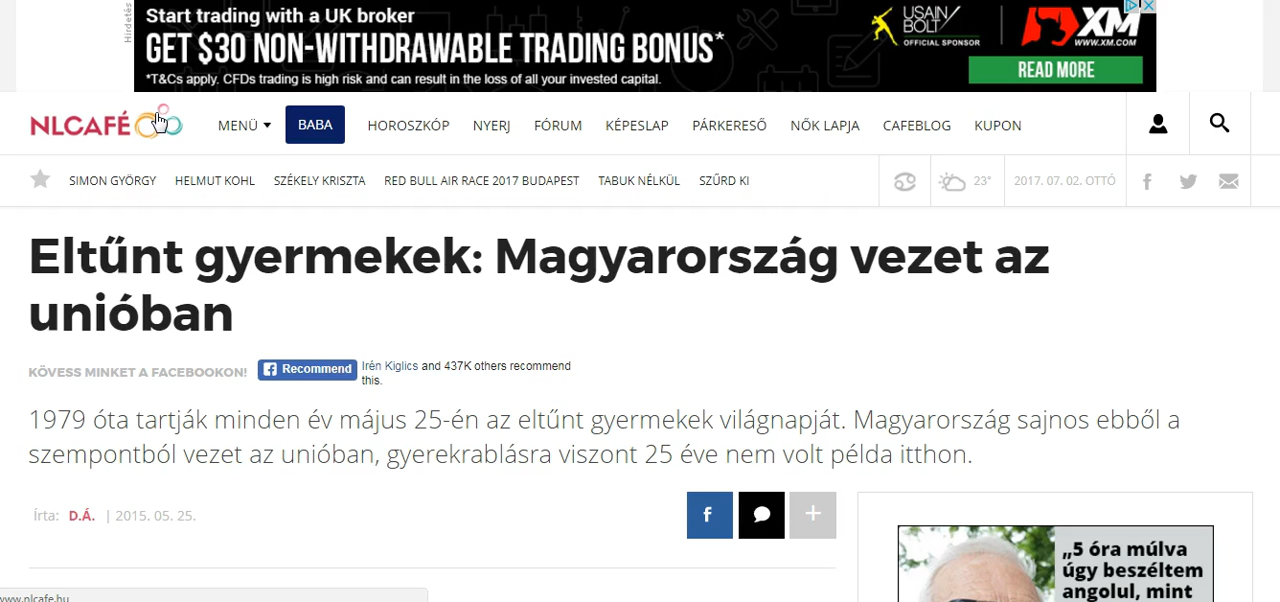 Hirdetés
Start trading with a UK broker
GET $30 NON-WITHDRAWABLE TRADING BONUS*
*T&Cs apply. CFDs trading is high risk and can result in the loss of all your invested capital.
USAIN
BOLT
OFFICIAL SPONSOR
XM
WWW.XM.COM
READ MORE
NLCAFÉ
MENÜ BABA HOROSZKÓP NYERJ FÓRUM KÉPESLAP PÁRKERESŐ NŐK LAPJA CAFEBLOG KUPON
SIMON GYÖRGY HELMUT KOHL SZÉKELY KRISZTA RED BULL AIR RACE 2017 BUDAPEST TABUK NÉLKÜL SZŰRD KI 23° 2017. 07. 02. OTTÓ
Eltűnt gyermekek: Magyarország vezet az
unióban
KÖVESS MINKET A FACEBOOKON! Recommend Irén Kiglics and 437K others recommend
this.
1979 óta tartják minden év május 25-én az eltűnt gyermekek világnapját. Magyarország sajnos ebből a
szempontból vezet az unióban, gyerekrablásra viszont 25 éve nem volt példa itthon.
Írta: D.Á. | 2015. 05. 25.
„5 óra múlva
úgy beszéltem
angolul, mint
www.nlcafe.hu